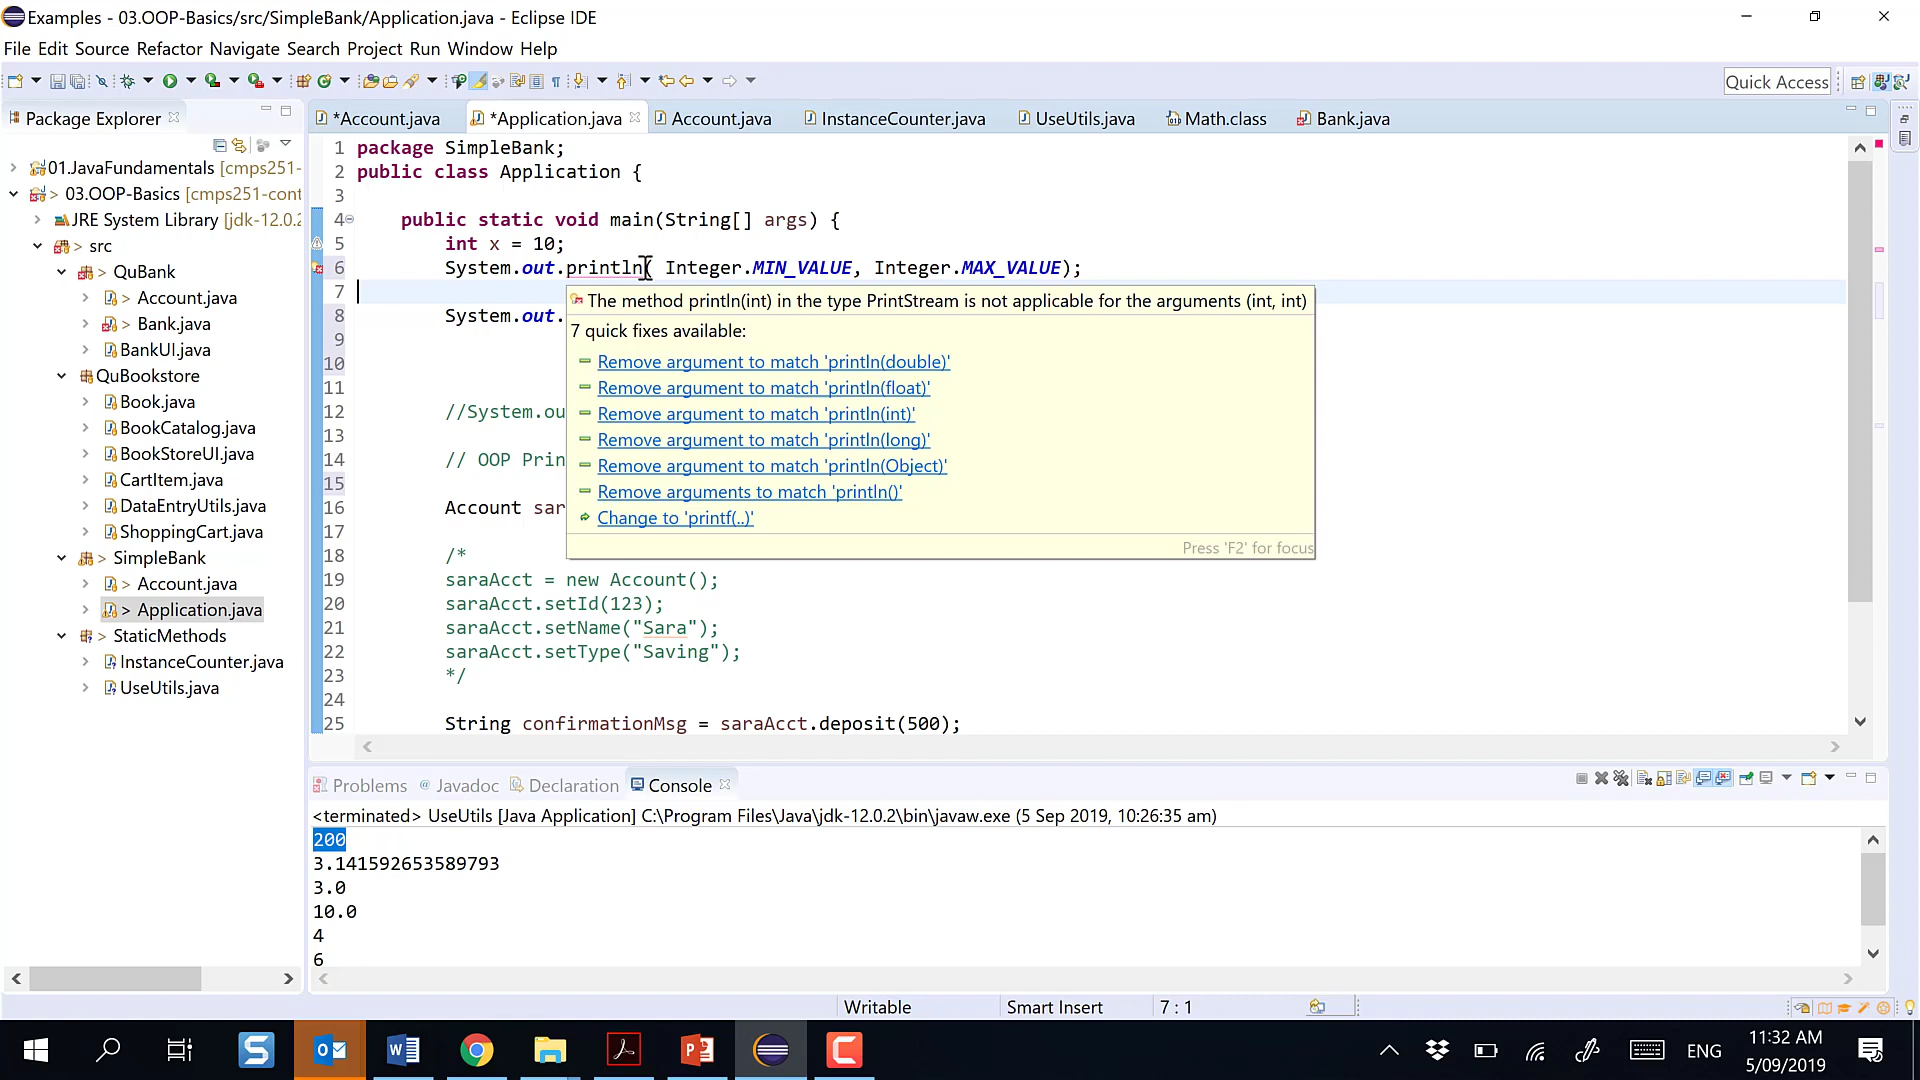 Examples - 03.OOP-Basics/src/SimpleBank/Application.java - Eclipse IDE
File Edit Source Refactor Navigate Search Project Run Window Help
Quick Access
Package Explorer
*Account.java
*Application.java
Account.java
InstanceCounter.java
UseUtils.java
Math.class
Bank.java
01.JavaFundamentals [cmps251-
> 03.OOP-Basics [cmps251-cont
JRE System Library [jdk-12.0.2
> src
> QuBank
> Account.java
> Bank.java
BankUI.java
QuBookstore
Book.java
BookCatalog.java
BookStoreUI.java
CartItem.java
DataEntryUtils.java
ShoppingCart.java
> SimpleBank
> Account.java
> Application.java
> StaticMethods
InstanceCounter.java
UseUtils.java
1 package SimpleBank;
2 public class Application {
3
4 public static void main(String[] args) {
5 int x = 10;
6 System.out.println( Integer.MIN_VALUE, Integer.MAX_VALUE);
7
8 System.out.
9
10
11
12 //System.ou
13
14 // OOP Prin
15
16 Account sar
17
18 /*
19 saraAcct = new Account();
20 saraAcct.setId(123);
21 saraAcct.setName("Sara");
22 saraAcct.setType("Saving");
23 */
24
25 String confirmationMsg = saraAcct.deposit(500);
The method println(int) in the type PrintStream is not applicable for the arguments (int, int)
7 quick fixes available:
Remove argument to match 'println(double)'
Remove argument to match 'println(float)'
Remove argument to match 'println(int)'
Remove argument to match 'println(long)'
Remove argument to match 'println(Object)'
Remove arguments to match 'println()'
Change to 'printf(..)'
Press 'F2' for focus
Problems
@ Javadoc
Declaration
Console
<terminated> UseUtils [Java Application] C:\Program Files\Java\jdk-12.0.2\bin\javaw.exe (5 Sep 2019, 10:26:35 am)
200
3.141592653589793
3.0
10.0
4
6
Writable
Smart Insert
7 : 1
ENG
11:32 AM
5/09/2019